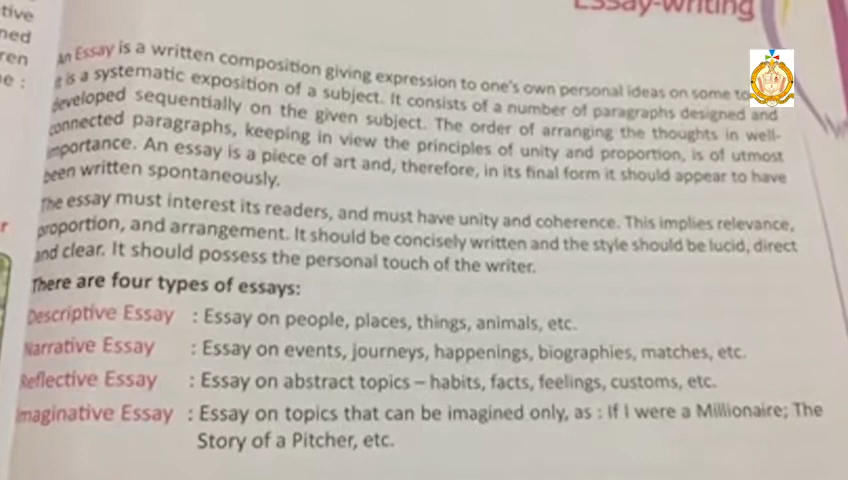 tive
ned
ren
e :
Essay-Writing
An Essay is a written composition giving expression to one's own personal ideas on some
is a systematic exposition of a subject. It consists of a number of paragraphs designed and
developed sequentially on the given subject. The order of arranging the thoughts in well-
connected paragraphs, keeping in view the principles of unity and proportion, is of utmost
importance. An essay is a piece of art and, therefore, in its final form it should appear to have
been written spontaneously.
The essay must interest its readers, and must have unity and coherence. This implies relevance,
proportion, and arrangement. It should be concisely written and the style should be lucid, direct
and clear. It should possess the personal touch of the writer.
There are four types of essays:
Descriptive Essay : Essay on people, places, things, animals, etc.
Narrative Essay : Essay on events, journeys, happenings, biographies, matches, etc.
Reflective Essay : Essay on abstract topics – habits, facts, feelings, customs, etc.
Imaginative Essay : Essay on topics that can be imagined only, as : If I were a Millionaire; The
Story of a Pitcher, etc.